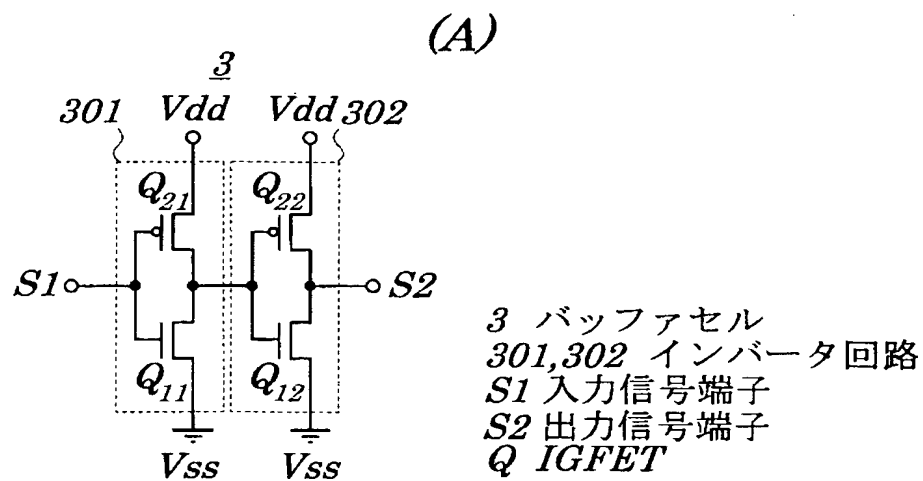 (A)
3
301 Vdd Vdd 302
Q21 Q22
S1 S2
Q11 Q12
Vss Vss
3 バッファセル
301,302 インバータ回路
S1 入力信号端子
S2 出力信号端子
Q IGFET